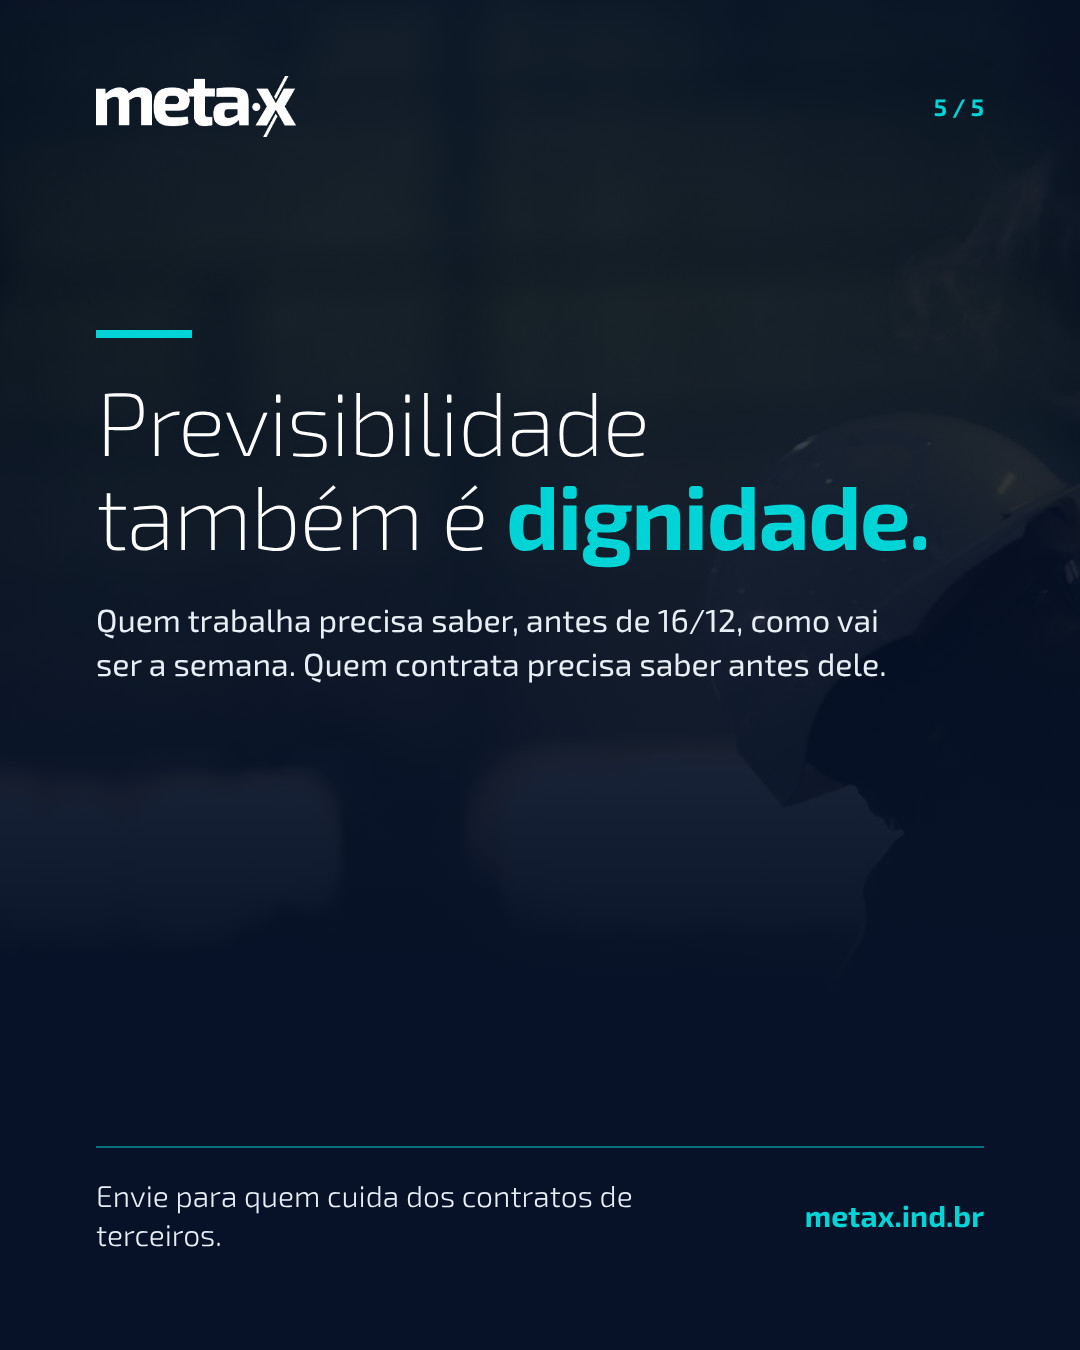 meta·x
5 / 5
Previsibilidade
também é dignidade.
Quem trabalha precisa saber, antes de 16/12, como vai
ser a semana. Quem contrata precisa saber antes dele.
Envie para quem cuida dos contratos de
terceiros.
metax.ind.br